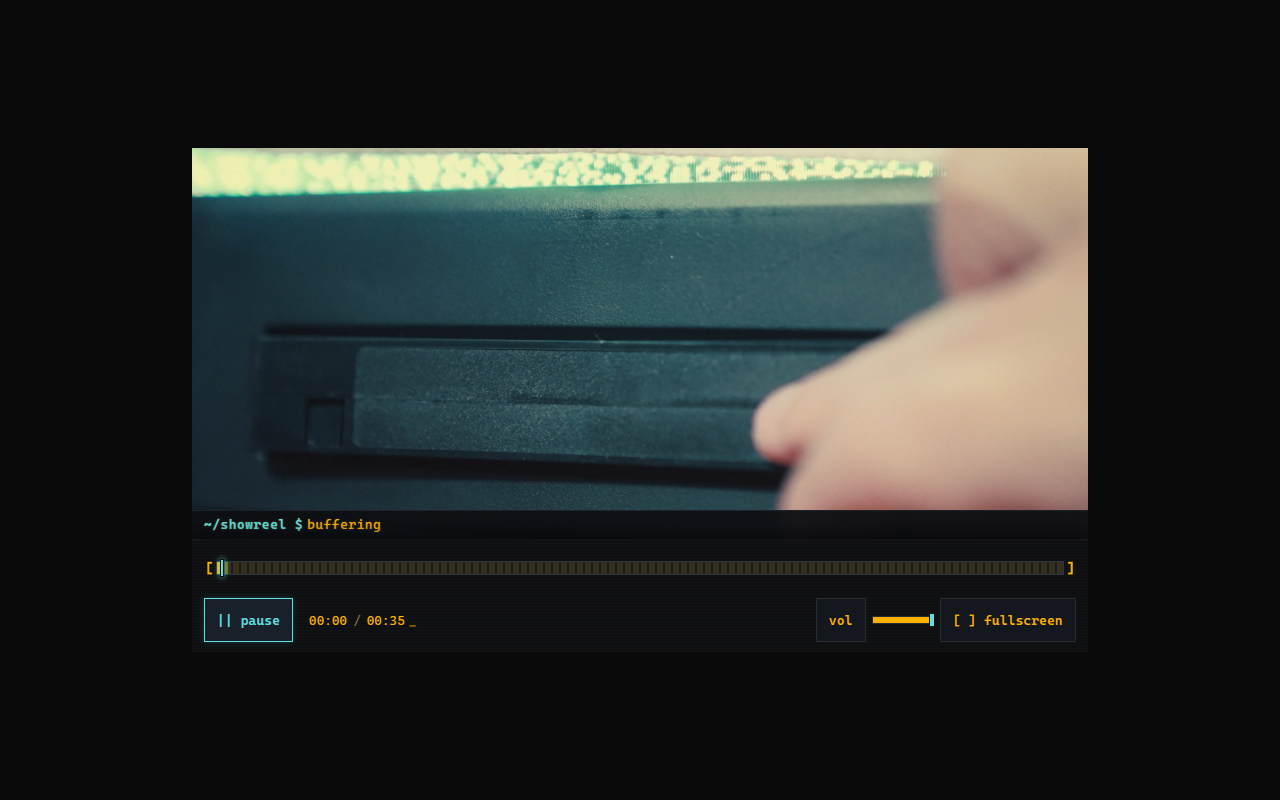 ~/showreel $ buffering
[ ]
|| pause 00:00 / 00:35 _ vol [ ] fullscreen